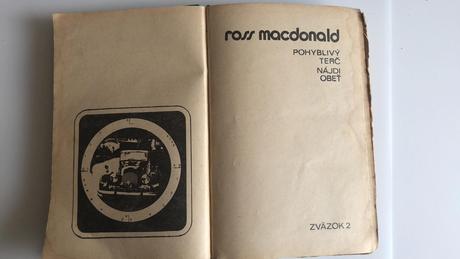 ross macdonald
POHYBLIVÝ
TERČ
NÁJDI
OBEŤ
ZVÄZOK 2